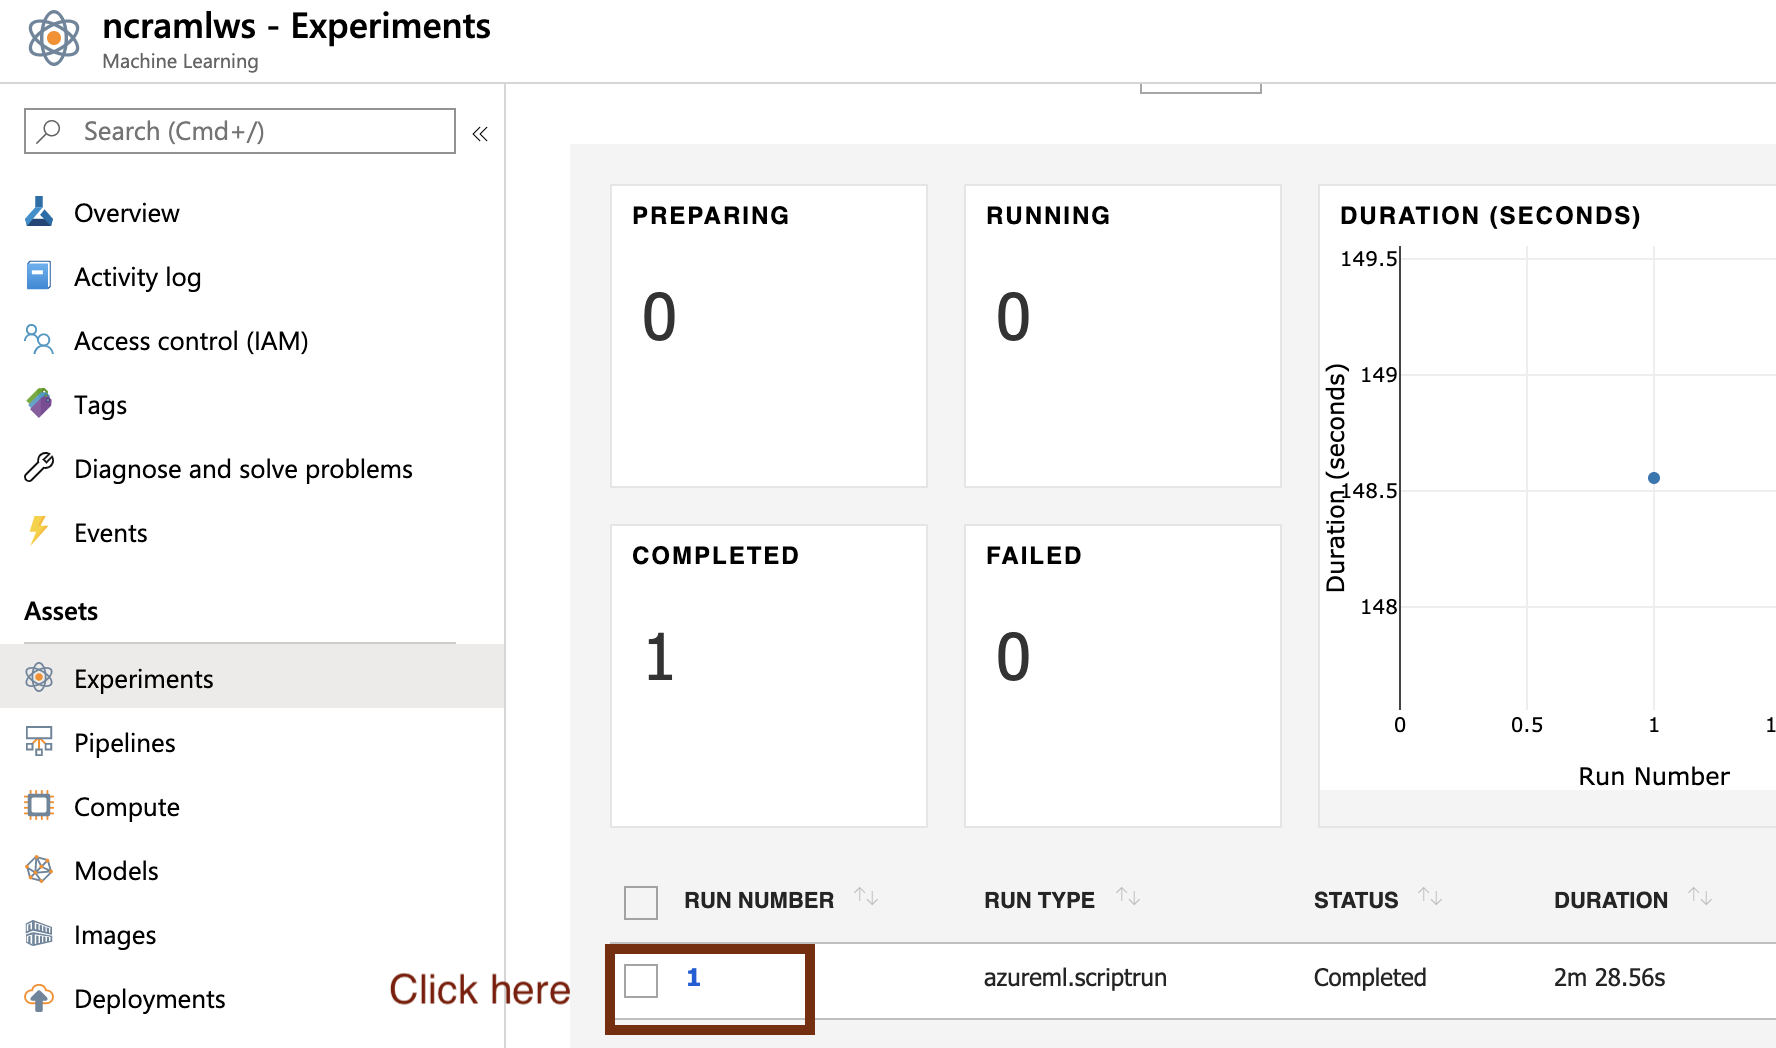 ncramlws - Experiments
Machine Learning
Search (Cmd+/)
«
Overview
Activity log
Access control (IAM)
Tags
Diagnose and solve problems
Events
Assets
Experiments
Pipelines
Compute
Models
Images
Deployments
PREPARING
0
RUNNING
0
COMPLETED
1
FAILED
0
DURATION (SECONDS)
149.5
149
148.5
148
Duration (seconds)
0 0.5 1 1
Run Number
RUN NUMBER RUN TYPE STATUS DURATION
1 azureml.scriptrun Completed 2m 28.56s
Click here